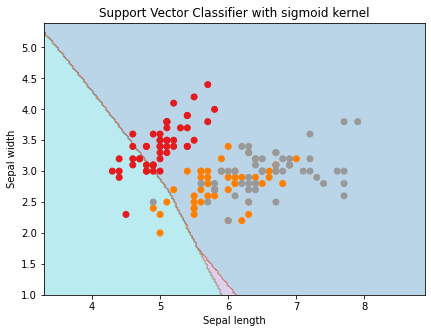 Support Vector Classifier with sigmoid kernel
5.0
4.5
4.0
3.5
3.0
2.5
2.0
1.5
1.0
Sepal width
4 5 6 7 8
Sepal length